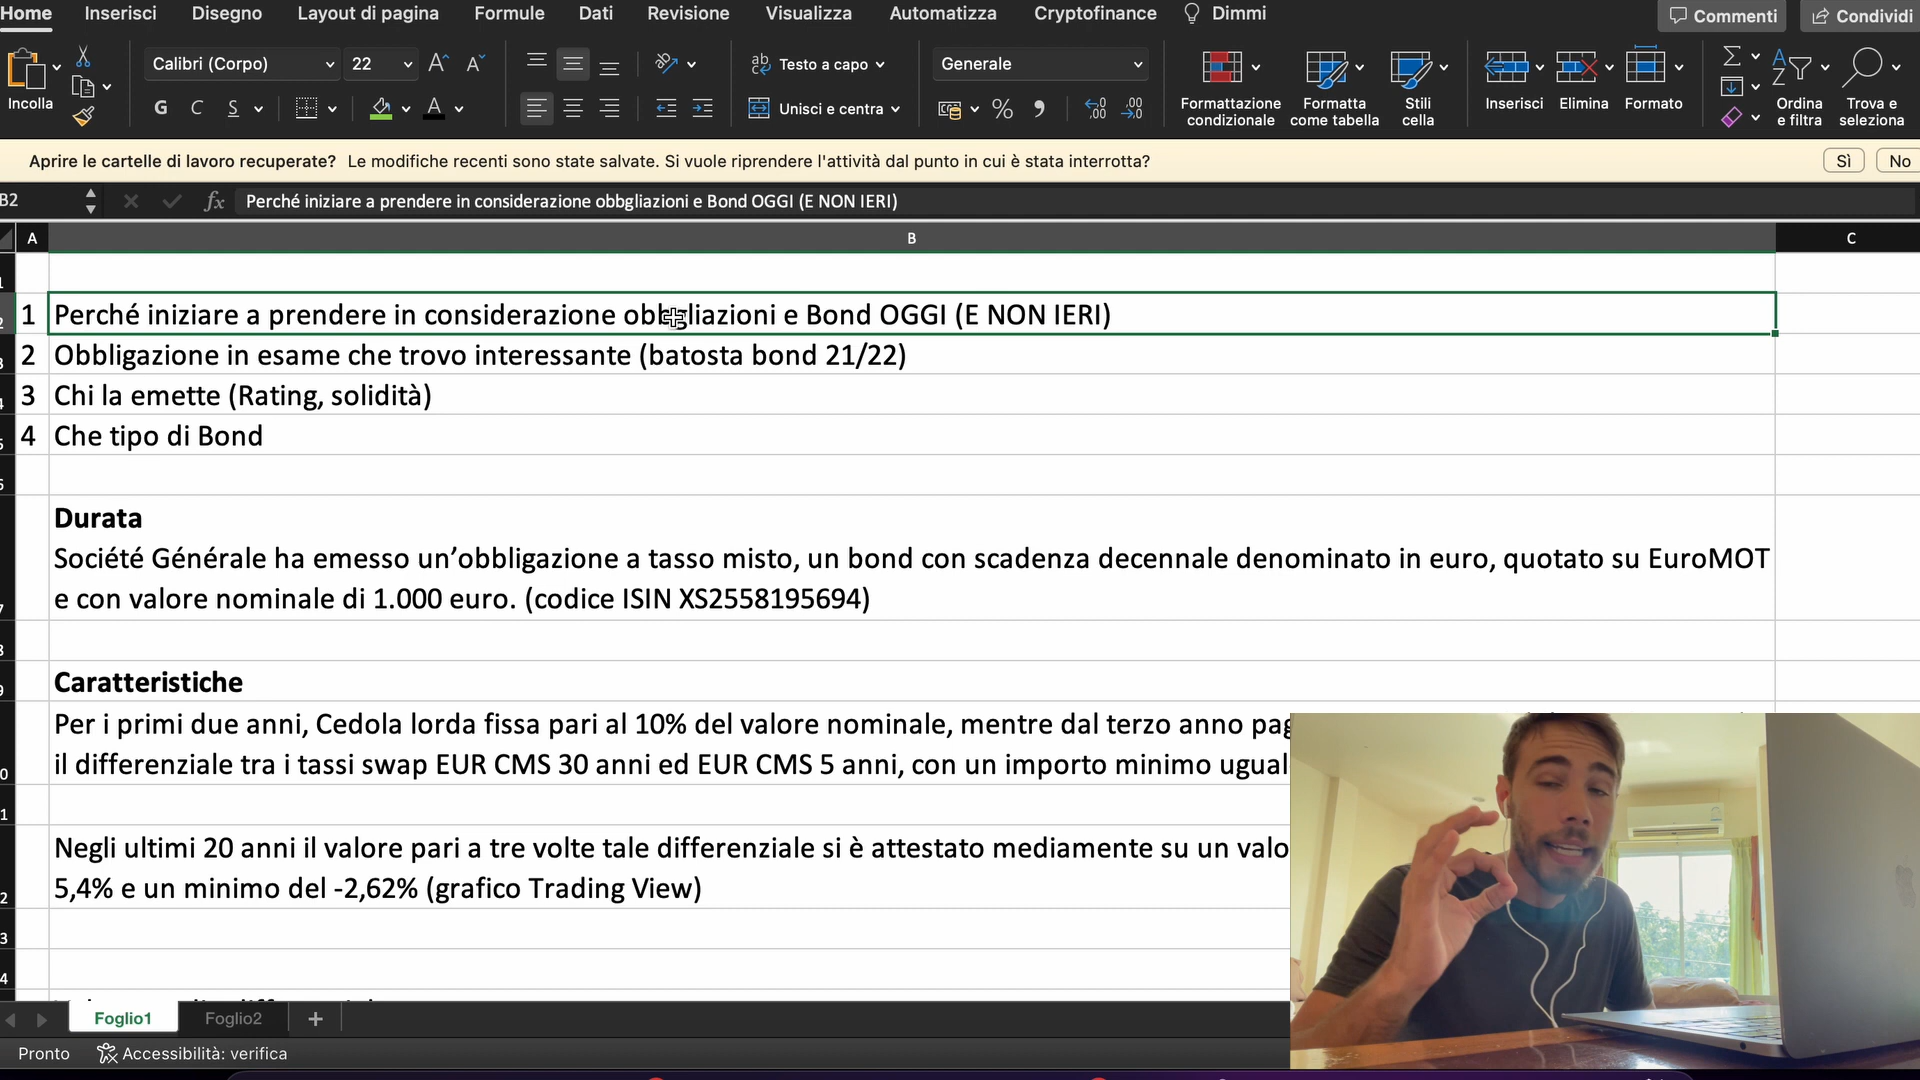 Home Inserisci Disegno Layout di pagina Formule Dati Revisione Visualizza Automatizza Cryptofinance Dimmi Commenti Condividi
Incolla
Calibri (Corpo) 22
G C S
Testo a capo
Unisci e centra
Generale
Formattazione condizionale
Formatta come tabella
Stili cella
Inserisci Elimina Formato
Ordina e filtra
Trova e seleziona
Aprire le cartelle di lavoro recuperate? Le modifiche recenti sono state salvate. Si vuole riprendere l'attività dal punto in cui è stata interrotta? Sì No
B2 fx Perché iniziare a prendere in considerazione obbgliazioni e Bond OGGI (E NON IERI)
A B C
1 Perché iniziare a prendere in considerazione obbgliazioni e Bond OGGI (E NON IERI)
2 Obbligazione in esame che trovo interessante (batosta bond 21/22)
3 Chi la emette (Rating, solidità)
4 Che tipo di Bond
Durata
Société Générale ha emesso un’obbligazione a tasso misto, un bond con scadenza decennale denominato in euro, quotato su EuroMOT
e con valore nominale di 1.000 euro. (codice ISIN XS2558195694)
Caratteristiche
Per i primi due anni, Cedola lorda fissa pari al 10% del valore nominale, mentre dal terzo anno pag
il differenziale tra i tassi swap EUR CMS 30 anni ed EUR CMS 5 anni, con un importo minimo ugual
Negli ultimi 20 anni il valore pari a tre volte tale differenziale si è attestato mediamente su un valo
5,4% e un minimo del -2,62% (grafico Trading View)
Foglio1 Foglio2 +
Pronto Accessibilità: verifica